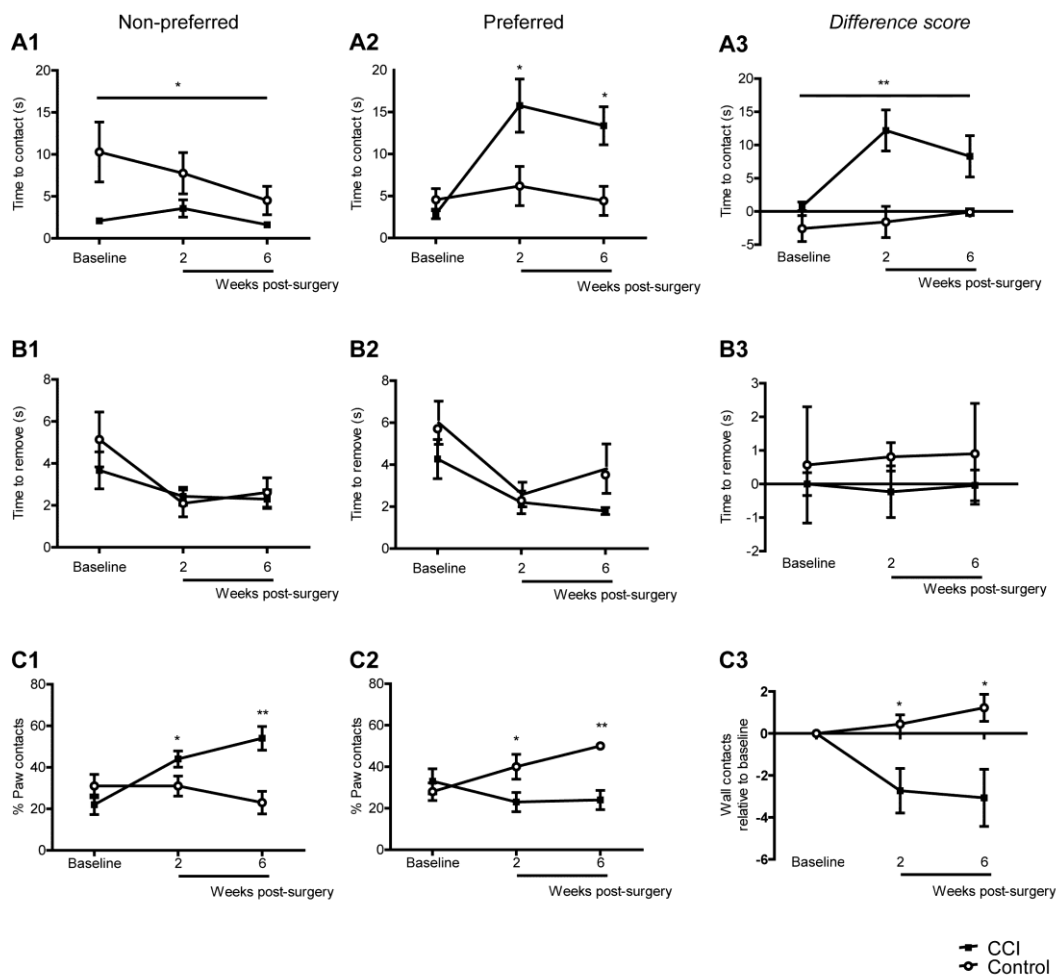 Non-preferred
Preferred
Difference score
A1
Time to contact (s)
20
15
10
5
0
*
Baseline
2
6
Weeks post-surgery
A2
Time to contact (s)
20
15
10
5
0
*
*
Baseline
2
6
Weeks post-surgery
A3
Time to contact (s)
20
15
10
5
0
-5
**
Baseline
2
6
Weeks post-surgery
B1
Time to remove (s)
8
6
4
2
0
Baseline
2
6
Weeks post-surgery
B2
Time to remove (s)
8
6
4
2
0
Baseline
2
6
Weeks post-surgery
B3
Time to remove (s)
3
2
1
0
-1
-2
Baseline
2
6
Weeks post-surgery
C1
% Paw contacts
80
60
40
20
0
*
**
Baseline
2
6
Weeks post-surgery
C2
% Paw contacts
80
60
40
20
0
*
**
Baseline
2
6
Weeks post-surgery
C3
Wall contacts
relative to baseline
2
0
-2
-4
-6
*
*
Baseline
2
6
Weeks post-surgery
CCI
Control